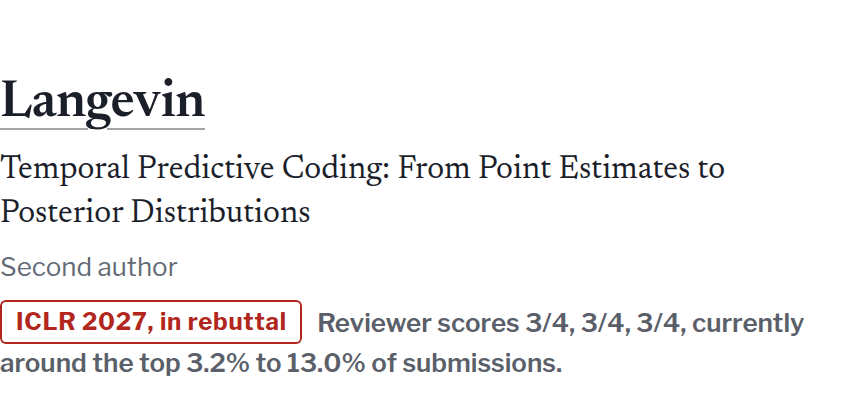 Langevin
Temporal Predictive Coding: From Point Estimates to
Posterior Distributions
Second author
ICLR 2027, in rebuttal Reviewer scores 3/4, 3/4, 3/4, currently
around the top 3.2% to 13.0% of submissions.